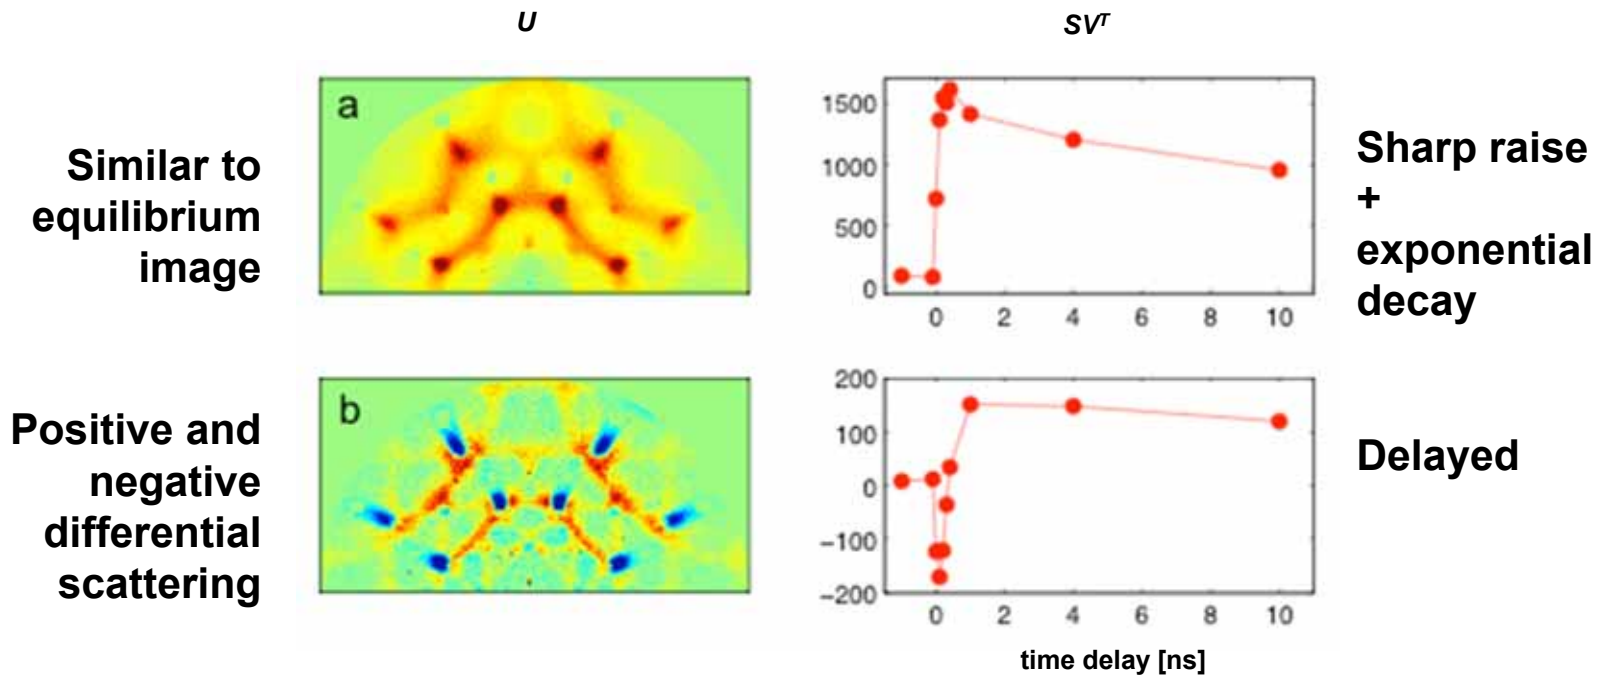 U
SVᵀ
Similar to
equilibrium
image
a
1500
1000
500
0
0 2 4 6 8 10
Sharp raise
+
exponential
decay
Positive and
negative
differential
scattering
b
200
100
0
−100
−200
0 2 4 6 8 10
time delay [ns]
Delayed